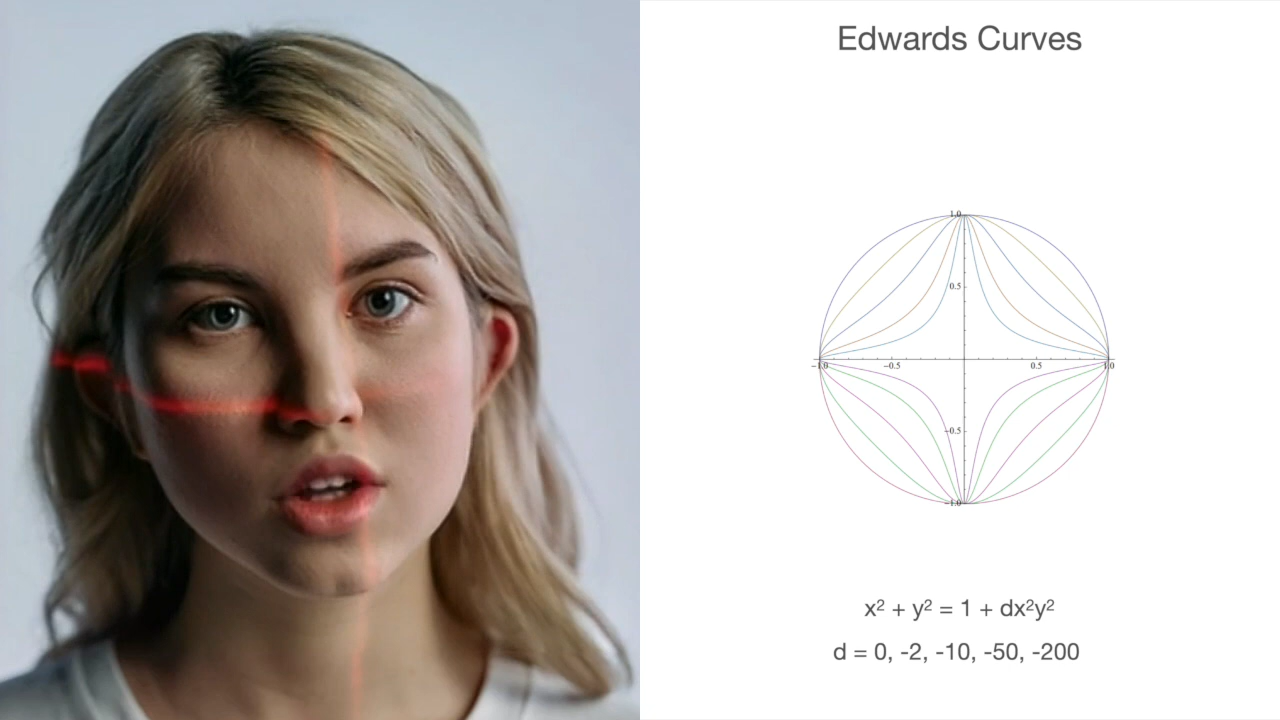 Edwards Curves
1.0
0.5
−1.0
−0.5
0.5
1.0
−0.5
−1.0
x² + y² = 1 + dx²y²
d = 0, -2, -10, -50, -200